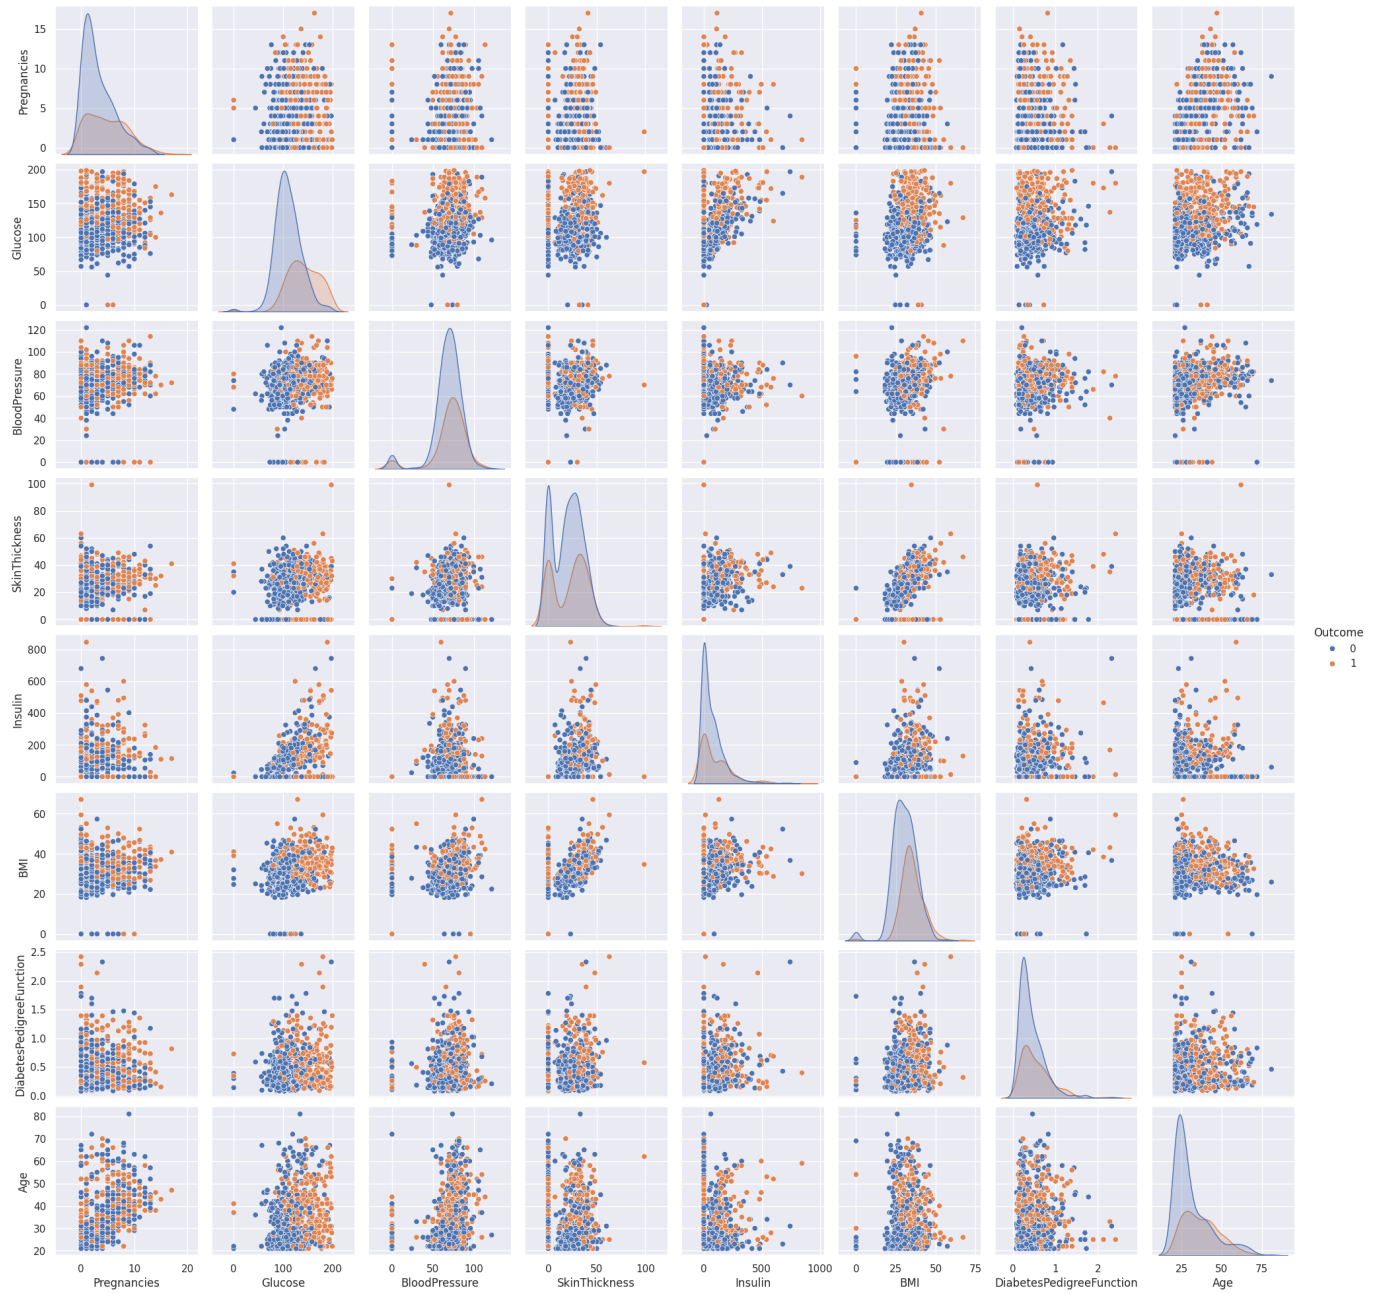 Pregnancies
15
10
5
0
Glucose
200
150
100
50
0
BloodPressure
120
100
80
60
40
20
0
SkinThickness
100
80
60
40
20
0
Insulin
800
600
400
200
0
BMI
60
40
20
0
DiabetesPedigreeFunction
2.5
2.0
1.5
1.0
0.5
0.0
Age
80
70
60
50
40
30
20
0 20
0 100 200
0 50 100
0 50 100
0 500 1000
0 25 50 75
0 1 2
25 50 75
Pregnancies Glucose BloodPressure SkinThickness Insulin BMI DiabetesPedigreeFunction Age
Outcome
0
1